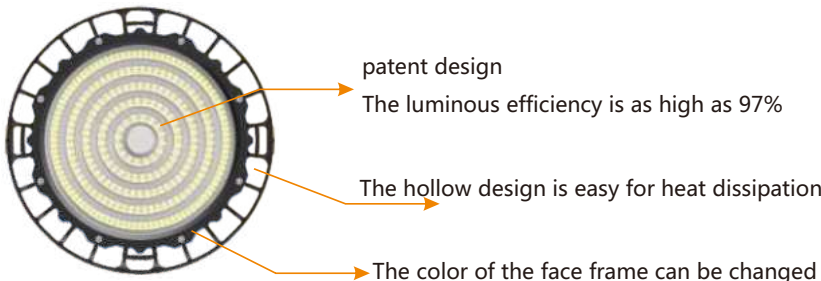 patent design
The luminous efficiency is as high as 97%
The hollow design is easy for heat dissipation
The color of the face frame can be changed